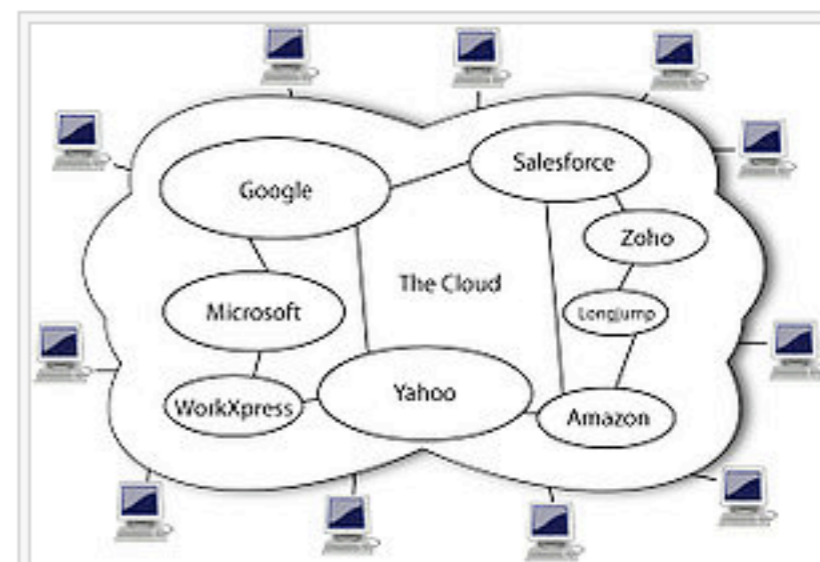 Salesforce
Google
Zoho
The Cloud
Microsoft
Longjump
Yahoo
WorkXpress
Amazon